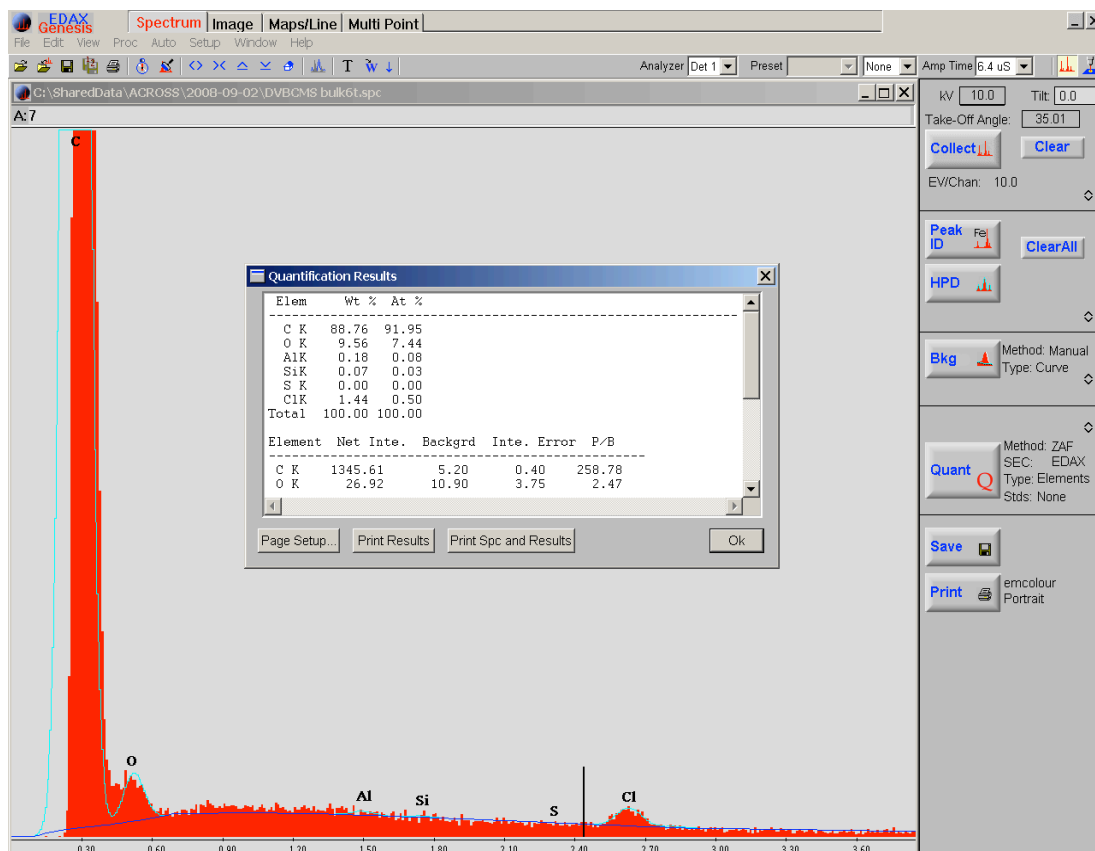 EDAX Genesis Spectrum Image Maps/Line Multi Point
File Edit View Proc Auto Setup Window Help
T W Analyzer Det 1 Preset None Amp Time 6.4 uS
C:\SharedData\ACROSS\2008-09-02\DVBCMS bulk6t.spc
A: 7
kV 10.0 Tilt: 0.0
Take-Off Angle: 35.01
Collect Clear
EV/Chan: 10.0
Peak ID Fe ClearAll
HPD
Bkg Method: Manual
Type: Curve
Quant Q Method: ZAF
SEC: EDAX
Type: Elements
Stds: None
Save
Print emcolour
Portrait
C
Quantification Results
Elem Wt % At %
C K 88.76 91.95
O K 9.56 7.44
AlK 0.18 0.08
SiK 0.07 0.03
S K 0.00 0.00
ClK 1.44 0.50
Total 100.00 100.00
Element Net Inte. Backgrd Inte. Error P/B
C K 1345.61 5.20 0.40 258.78
O K 26.92 10.90 3.75 2.47
Page Setup... Print Results Print Spc and Results Ok
O Al Si S Cl
0.30 0.60 0.90 1.20 1.50 1.80 2.10 2.40 2.70 3.00 3.30 3.60